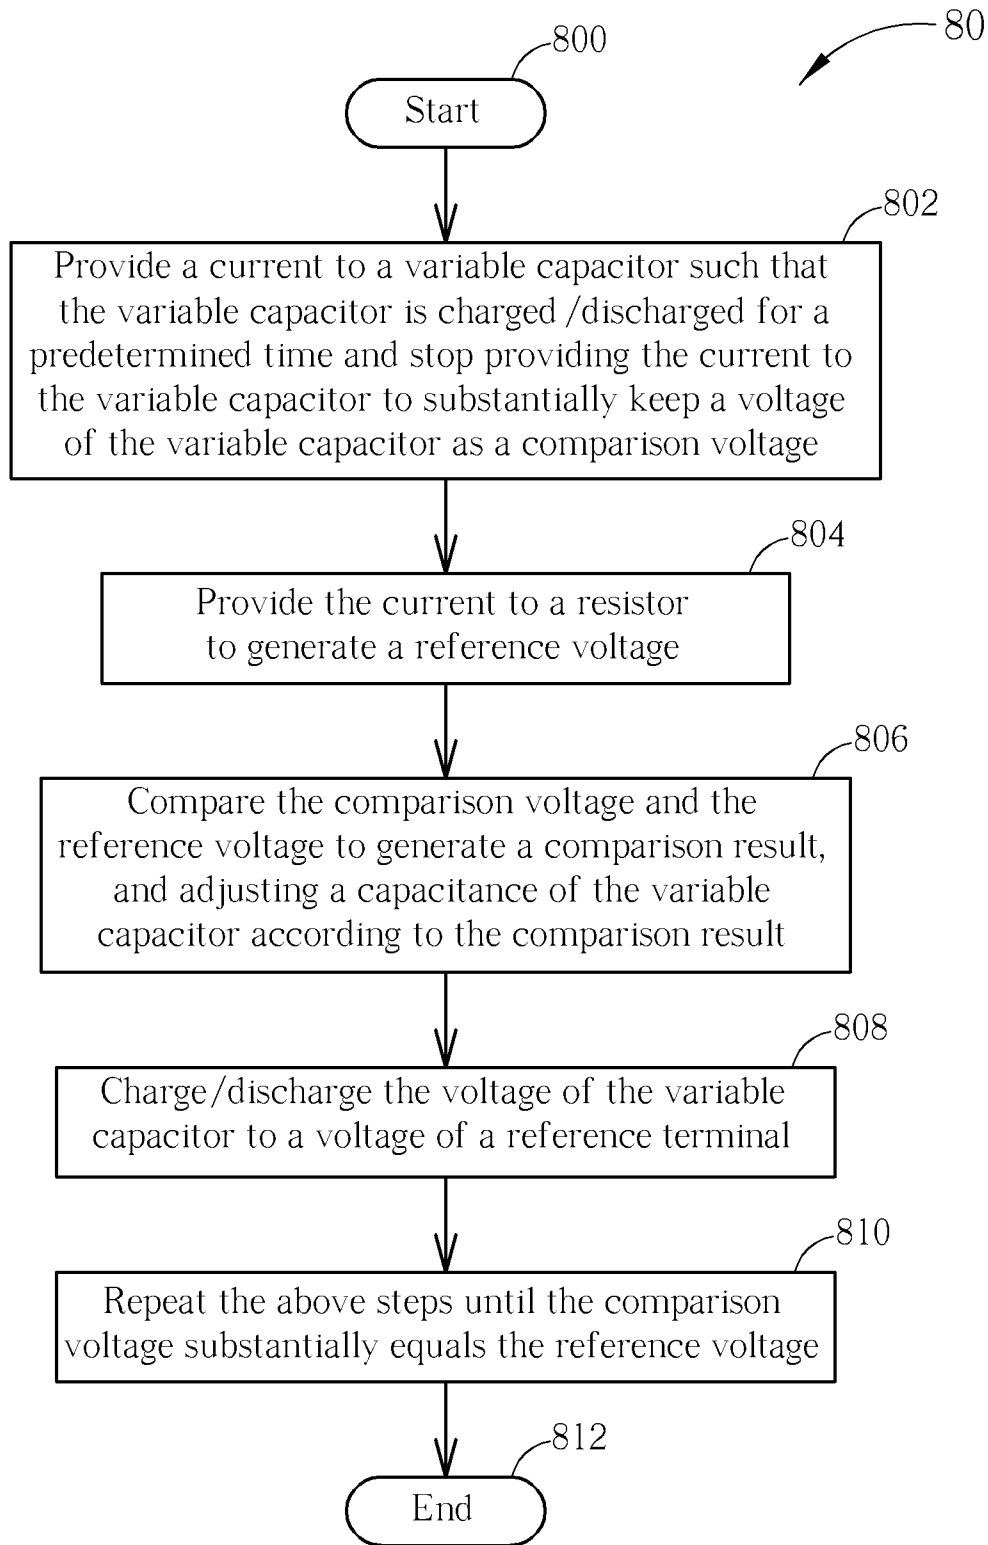 80
800
Start
802
Provide a current to a variable capacitor such that
the variable capacitor is charged/discharged for a
predetermined time and stop providing the current to
the variable capacitor to substantially keep a voltage
of the variable capacitor as a comparison voltage
804
Provide the current to a resistor
to generate a reference voltage
806
Compare the comparison voltage and the
reference voltage to generate a comparison result,
and adjusting a capacitance of the variable
capacitor according to the comparison result
808
Charge/discharge the voltage of the variable
capacitor to a voltage of a reference terminal
810
Repeat the above steps until the comparison
voltage substantially equals the reference voltage
812
End